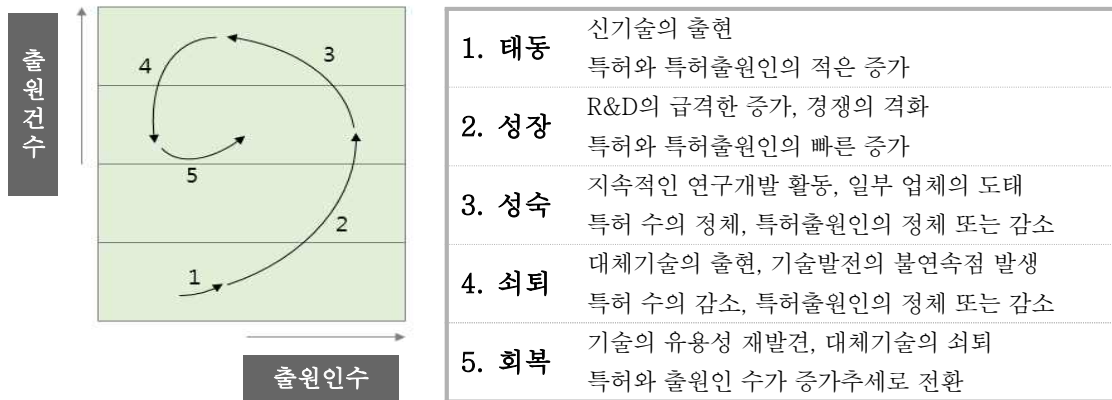 출원건수
4
3
5
2
1
출원인수
1. 태동
신기술의 출현
특허와 특허출원인의 적은 증가
2. 성장
R&D의 급격한 증가, 경쟁의 격화
특허와 특허출원인의 빠른 증가
3. 성숙
지속적인 연구개발 활동, 일부 업체의 도태
특허 수의 정체, 특허출원인의 정체 또는 감소
4. 쇠퇴
대체기술의 출현, 기술발전의 불연속점 발생
특허 수의 감소, 특허출원인의 정체 또는 감소
5. 회복
기술의 유용성 재발견, 대체기술의 쇠퇴
특허와 출원인 수가 증가추세로 전환